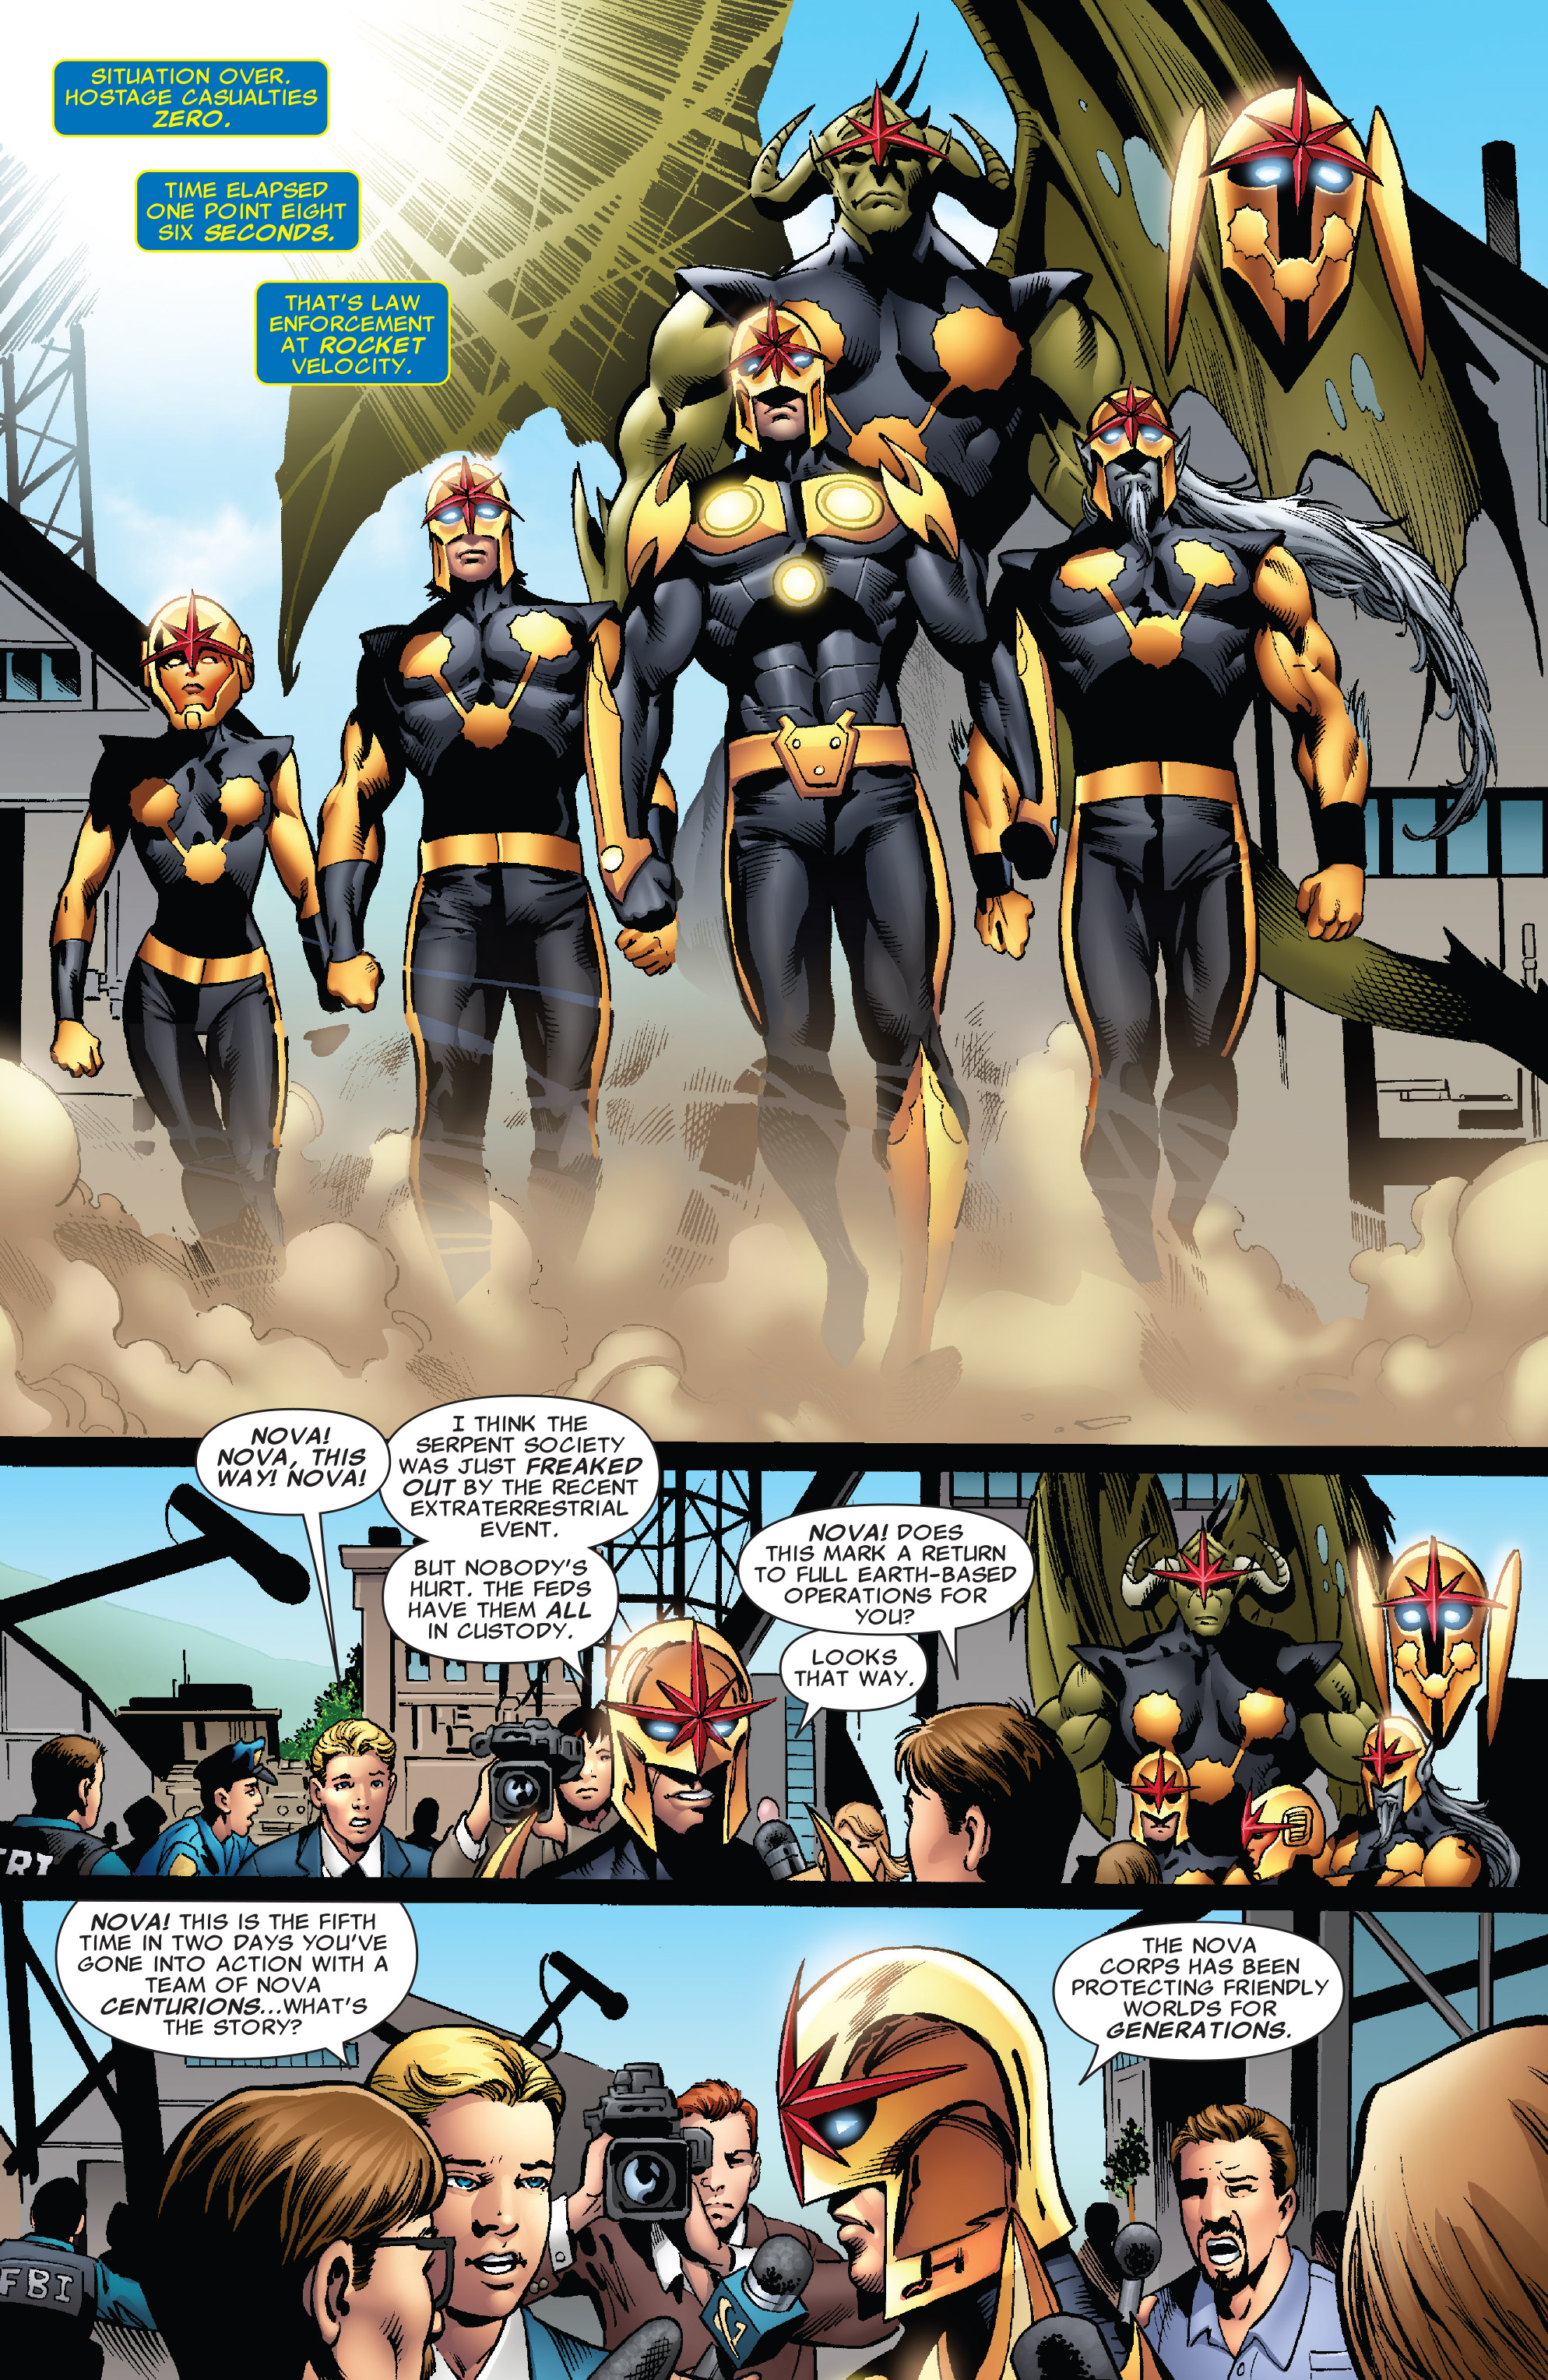 SITUATION OVER.
HOSTAGE CASUALTIES
ZERO.
TIME ELAPSED
ONE POINT EIGHT
SIX SECONDS.
THAT'S LAW
ENFORCEMENT
AT ROCKET
VELOCITY.
NOVA!
NOVA, THIS
WAY! NOVA!
I THINK THE
SERPENT SOCIETY
WAS JUST FREAKED
OUT BY THE RECENT
EXTRATERRESTRIAL
EVENT.
BUT NOBODY'S
HURT. THE FEDS
HAVE THEM ALL
IN CUSTODY.
NOVA! DOES
THIS MARK A RETURN
TO FULL EARTH-BASED
OPERATIONS FOR
YOU?
LOOKS
THAT WAY.
NOVA! THIS IS THE FIFTH
TIME IN TWO DAYS YOU'VE
GONE INTO ACTION WITH A
TEAM OF NOVA
CENTURIONS...WHAT'S
THE STORY?
THE NOVA
CORPS HAS BEEN
PROTECTING FRIENDLY
WORLDS FOR
GENERATIONS.
FBI